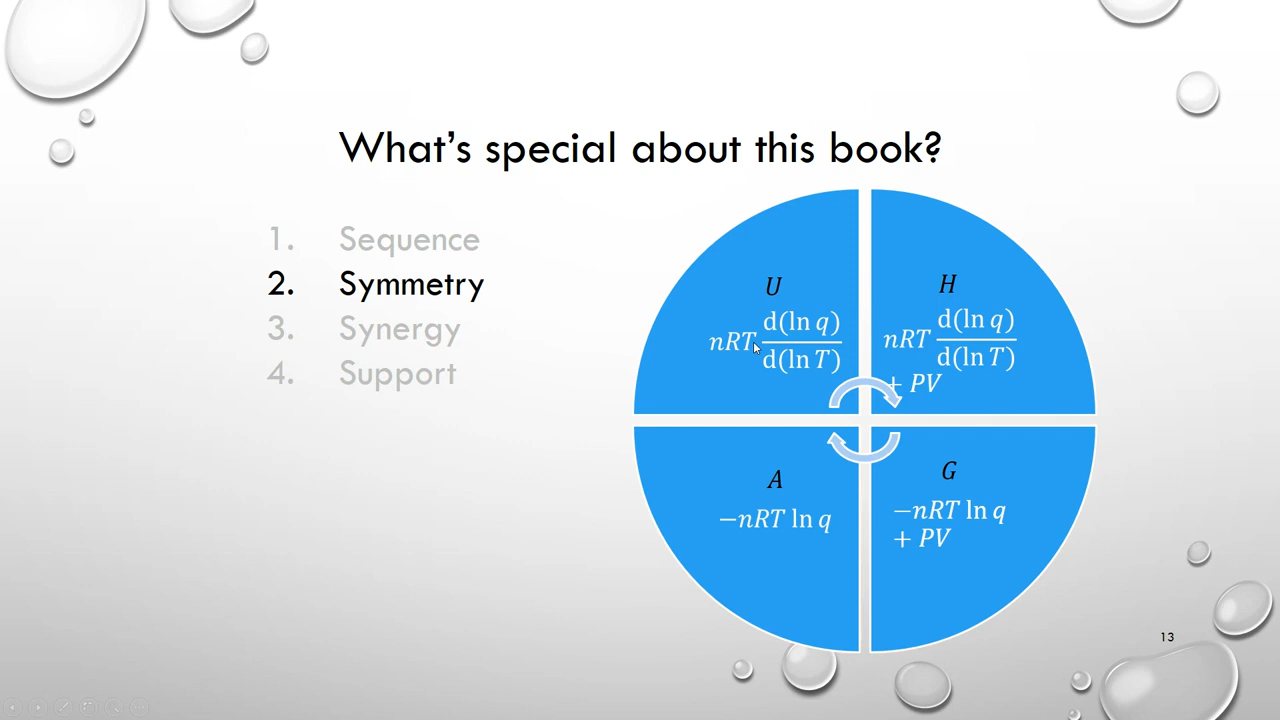 What's special about this book?
1. Sequence
2. Symmetry
3. Synergy
4. Support
U
nRT d(ln q)/d(ln T)
H
nRT d(ln q)/d(ln T)
+ PV
A
−nRT ln q
G
−nRT ln q
+ PV
13